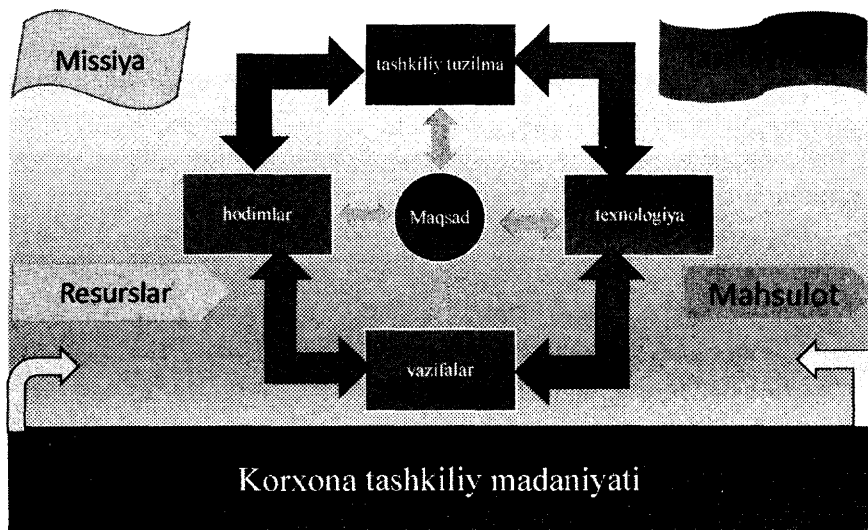 Missiya
tashkiliy tuzilma
hodimlar
Maqsad
texnologiya
Resurslar
Mahsulot
vazifalar
Korxona tashkiliy madaniyati